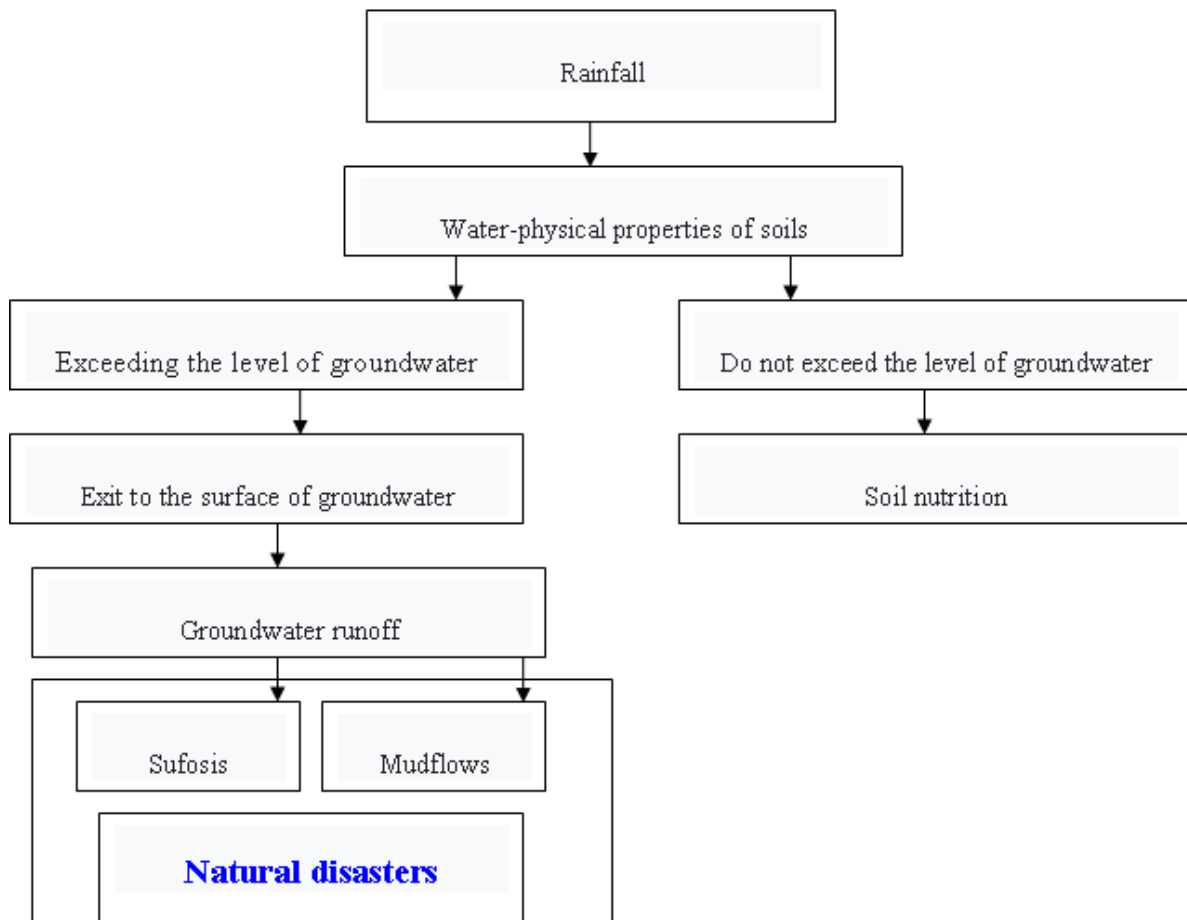 Rainfall
Water-physical properties of soils
Exceeding the level of groundwater
Do not exceed the level of groundwater
Exit to the surface of groundwater
Soil nutrition
Groundwater runoff
Sufosis
Mudflows
Natural disasters